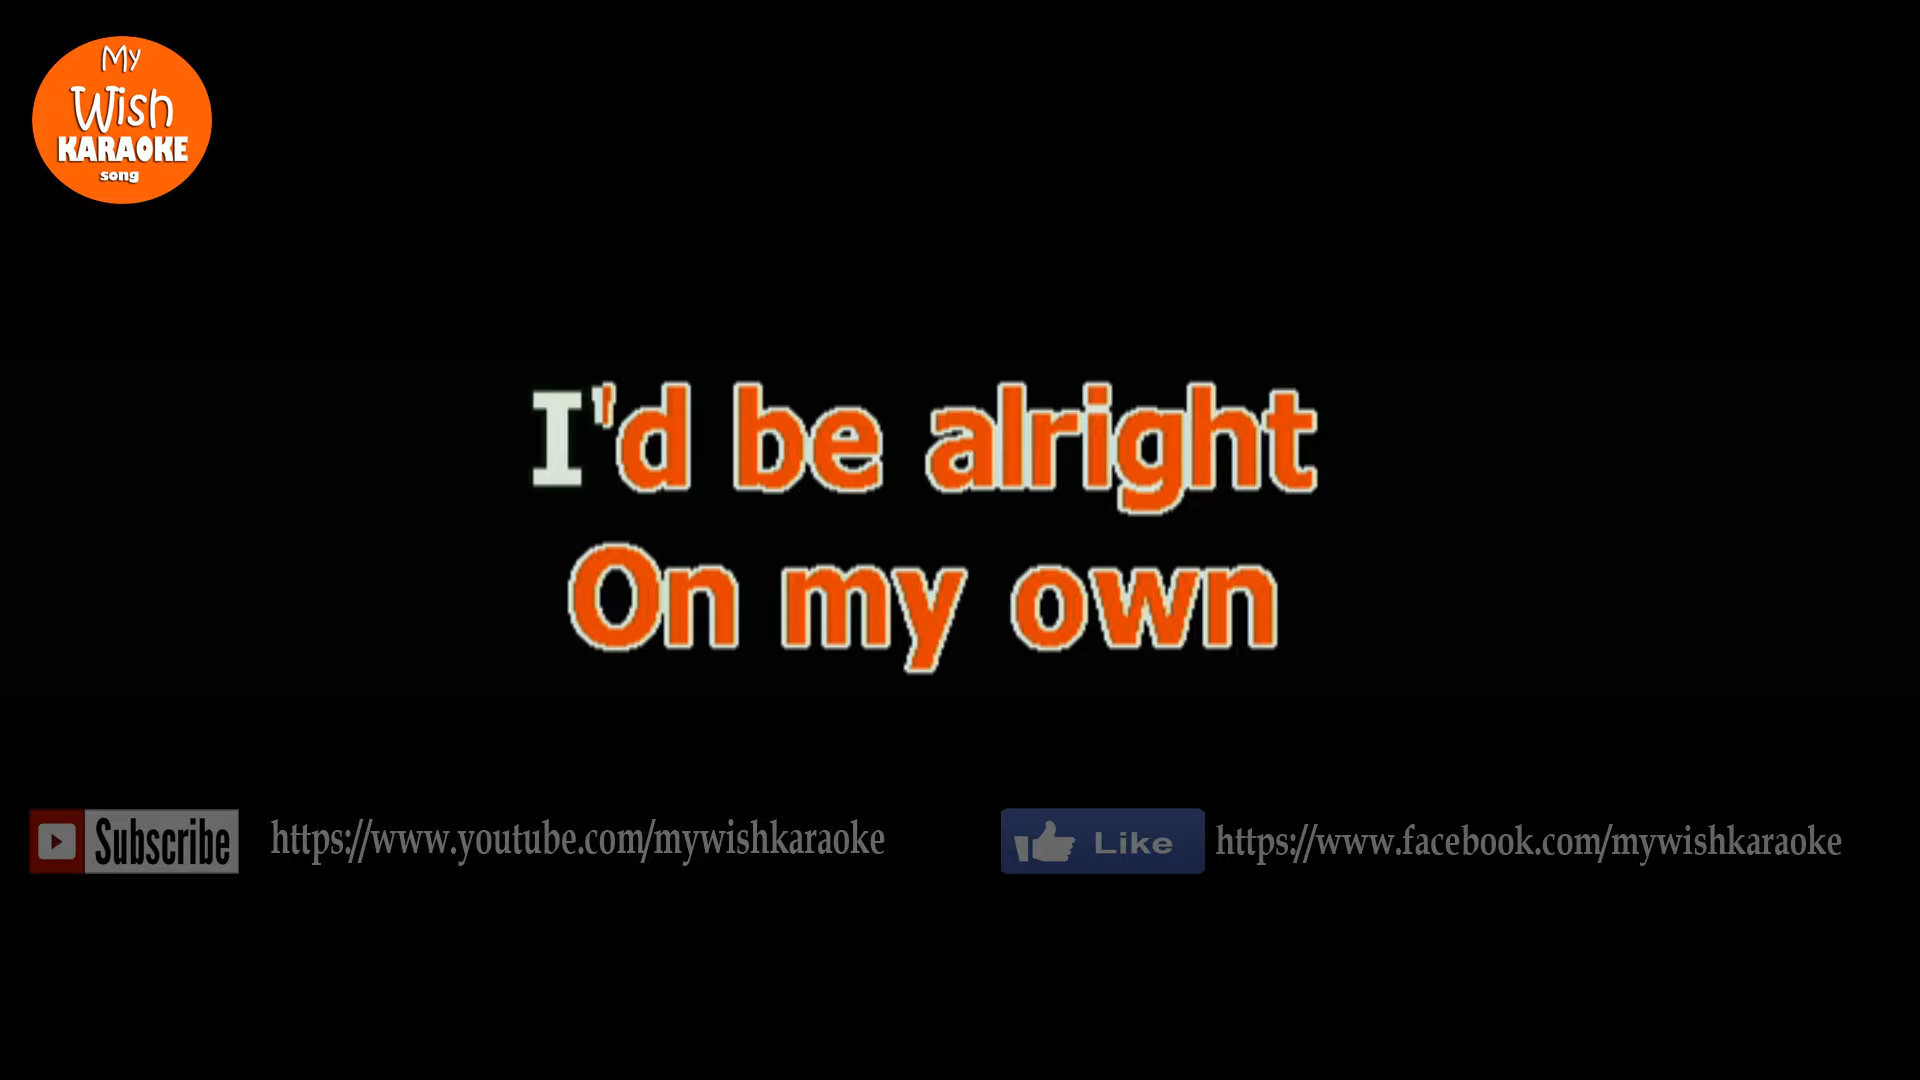 My
Wish
KARAOKE
song
I'd be alright
On my own
Subscribe https://www.youtube.com/mywishkaraoke
Like https://www.facebook.com/mywishkaraoke